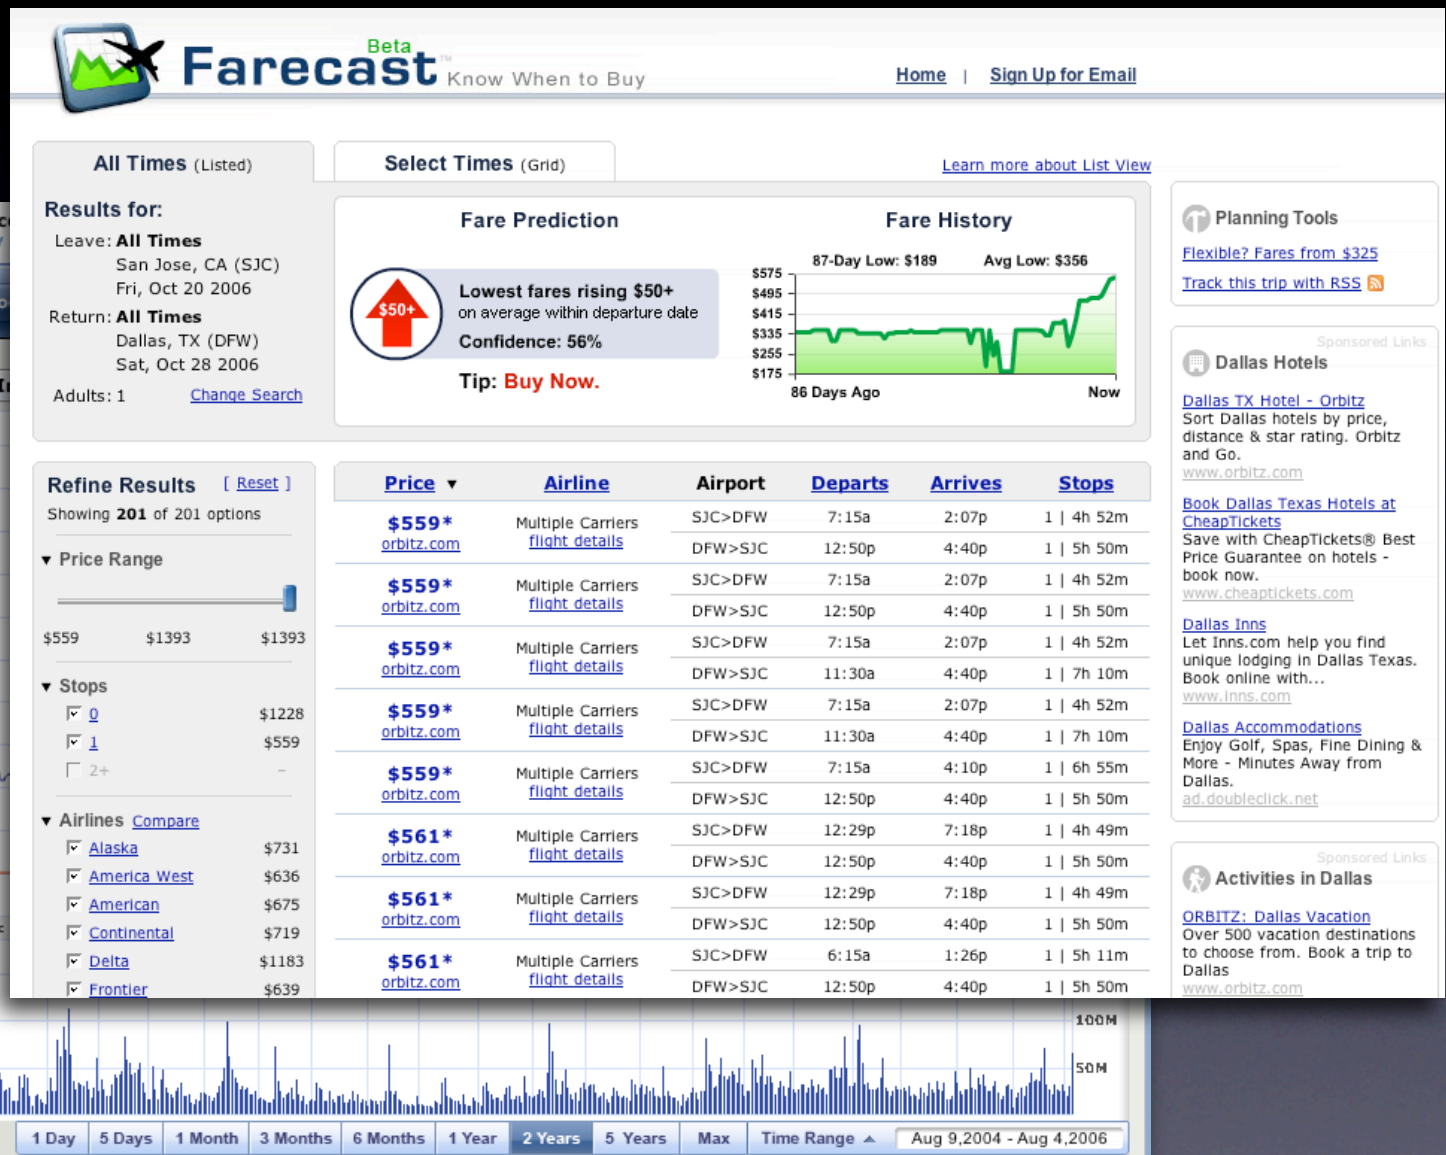 Beta
Farecast™ Know When to Buy
Home | Sign Up for Email
All Times (Listed)
Select Times (Grid)
Learn more about List View
Results for:
Leave: All Times
San Jose, CA (SJC)
Fri, Oct 20 2006
Return: All Times
Dallas, TX (DFW)
Sat, Oct 28 2006
Adults: 1 Change Search
Fare Prediction
$50+
Lowest fares rising $50+
on average within departure date
Confidence: 56%
Tip: Buy Now.
Fare History
87-Day Low: $189 Avg Low: $356
$575
$495
$415
$335
$255
$175
86 Days Ago Now
Planning Tools
Flexible? Fares from $325
Track this trip with RSS
Sponsored Links
Dallas Hotels
Dallas TX Hotel - Orbitz
Sort Dallas hotels by price,
distance & star rating. Orbitz
and Go.
www.orbitz.com
Book Dallas Texas Hotels at
CheapTickets
Save with CheapTickets® Best
Price Guarantee on hotels -
book now.
www.cheaptickets.com
Dallas Inns
Let Inns.com help you find
unique lodging in Dallas Texas.
Book online with...
www.inns.com
Dallas Accommodations
Enjoy Golf, Spas, Fine Dining &
More - Minutes Away from
Dallas.
ad.doubleclick.net
Sponsored Links
Activities in Dallas
ORBITZ: Dallas Vacation
Over 500 vacation destinations
to choose from. Book a trip to
Dallas
www.orbitz.com
Refine Results [ Reset ]
Showing 201 of 201 options
Price Range
$559 $1393 $1393
Stops
0 $1228
1 $559
2+ –
Airlines Compare
Alaska $731
America West $636
American $675
Continental $719
Delta $1183
Frontier $639
Price Airline Airport Departs Arrives Stops
$559* Multiple Carriers SJC>DFW 7:15a 2:07p 1 | 4h 52m
orbitz.com flight details DFW>SJC 12:50p 4:40p 1 | 5h 50m
$559* Multiple Carriers SJC>DFW 7:15a 2:07p 1 | 4h 52m
orbitz.com flight details DFW>SJC 12:50p 4:40p 1 | 5h 50m
$559* Multiple Carriers SJC>DFW 7:15a 2:07p 1 | 4h 52m
orbitz.com flight details DFW>SJC 11:30a 4:40p 1 | 7h 10m
$559* Multiple Carriers SJC>DFW 7:15a 2:07p 1 | 4h 52m
orbitz.com flight details DFW>SJC 11:30a 4:40p 1 | 7h 10m
$559* Multiple Carriers SJC>DFW 7:15a 4:10p 1 | 6h 55m
orbitz.com flight details DFW>SJC 12:50p 4:40p 1 | 5h 50m
$561* Multiple Carriers SJC>DFW 12:29p 7:18p 1 | 4h 49m
orbitz.com flight details DFW>SJC 12:50p 4:40p 1 | 5h 50m
$561* Multiple Carriers SJC>DFW 12:29p 7:18p 1 | 4h 49m
orbitz.com flight details DFW>SJC 12:50p 4:40p 1 | 5h 50m
$561* Multiple Carriers SJC>DFW 6:15a 1:26p 1 | 5h 11m
orbitz.com flight details DFW>SJC 12:50p 4:40p 1 | 5h 50m
100M
50M
1 Day 5 Days 1 Month 3 Months 6 Months 1 Year 2 Years 5 Years Max Time Range Aug 9,2004 - Aug 4,2006